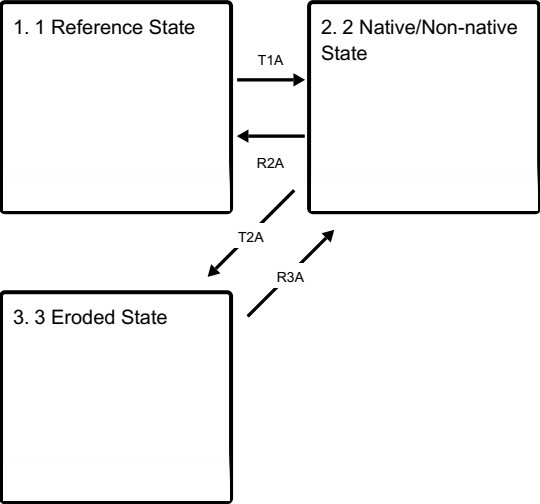 1. 1 Reference State
2. 2 Native/Non-native
State
T1A
R2A
T2A
R3A
3. 3 Eroded State